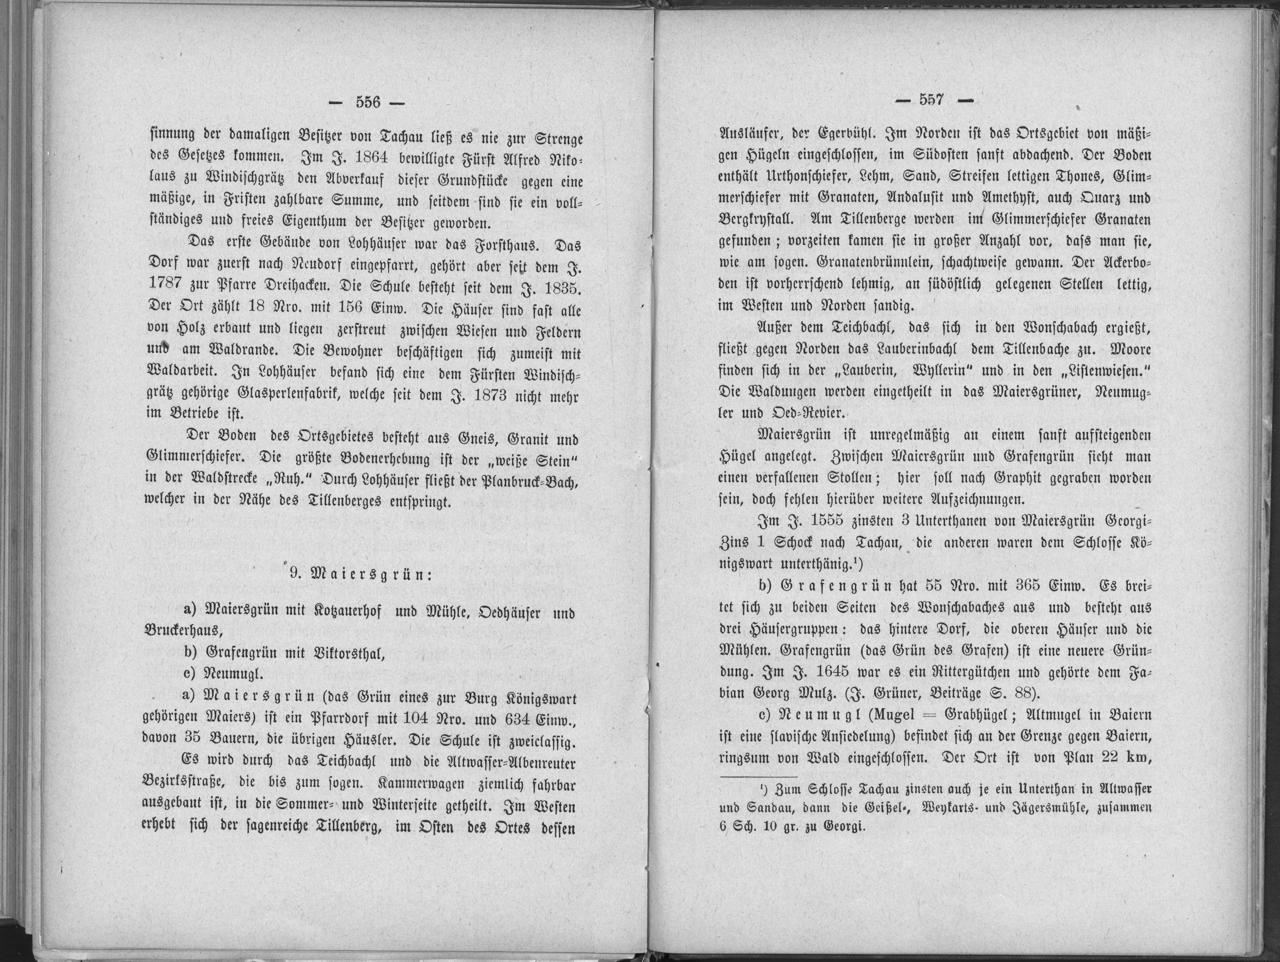 — 556 —
sinnung der damaligen Besitzer von Tachau ließ es nie zur Strenge
des Gesetzes kommen. Im J. 1864 bewilligte Fürst Alfred Niko-
laus zu Windischgrätz den Abverkauf dieser Grundstücke gegen eine
mäßige, in Fristen zahlbare Summe, und seitdem sind sie ein voll-
ständiges und freies Eigenthum der Besitzer geworden.
Das erste Gebäude von Lohhäuser war das Forsthaus. Das
Dorf war zuerst nach Neudorf eingepfarrt, gehört aber seit dem J.
1787 zur Pfarre Dreihacken. Die Schule besteht seit dem J. 1835.
Der Ort zählt 18 Nro. mit 156 Einw. Die Häuser sind fast alle
von Holz erbaut und liegen zerstreut zwischen Wiesen und Feldern
und am Waldrande. Die Bewohner beschäftigen sich zumeist mit
Waldarbeit. In Lohhäuser befand sich eine dem Fürsten Windisch-
grätz gehörige Glasperlenfabrik, welche seit dem J. 1873 nicht mehr
im Betriebe ist.
Der Boden des Ortsgebietes besteht aus Gneis, Granit und
Glimmerschiefer. Die größte Bodenerhebung ist der „weiße Stein“
in der Waldstrecke „Ruh.“ Durch Lohhäuser fließt der Planbruck-Bach,
welcher in der Nähe des Tillenberges entspringt.
9. Maiersgrün:
a) Maiersgrün mit Kotzauerhof und Mühle, Oedhäuser und
Bruckerhaus,
b) Grafengrün mit Viktorsthal,
c) Neumugl.
a) Maiersgrün (das Grün eines zur Burg Königswart
gehörigen Maiers) ist ein Pfarrdorf mit 104 Nro. und 634 Einw.,
davon 35 Bauern, die übrigen Häusler. Die Schule ist zweiclassig.
Es wird durch das Teichbachl und die Altwasser-Albenreuter
Bezirksstraße, die bis zum sogen. Kammerwagen ziemlich fahrbar
ausgebaut ist, in die Sommer- und Winterseite getheilt. Im Westen
erhebt sich der sagenreiche Tillenberg, im Osten des Ortes dessen
— 557 —
Ausläufer, der Egerbühl. Im Norden ist das Ortsgebiet von mäßi-
gen Hügeln eingeschlossen, im Südosten sanft abdachend. Der Boden
enthält Urthonschiefer, Lehm, Sand, Streifen lettigen Thones, Glim-
merschiefer mit Granaten, Andalusit und Amethyst, auch Quarz und
Bergkrystall. Am Tillenberge werden im Glimmerschiefer Granaten
gefunden; vorzeiten kamen sie in großer Anzahl vor, dass man sie,
wie am sogen. Granatenbrünnlein, schachtweise gewann. Der Ackerbo-
den ist vorherrschend lehmig, an südöstlich gelegenen Stellen lettig,
im Westen und Norden sandig.
Außer dem Teichbachl, das sich in den Wonschabach ergießt,
fließt gegen Norden das Lauberinbachl dem Tillenbache zu. Moore
finden sich in der „Lauberin, Wyllerin“ und in den „Listenwiesen.“
Die Waldungen werden eingetheilt in das Maiersgrüner, Neumug-
ler und Oed-Revier.
Maiersgrün ist unregelmäßig an einem sanft aufsteigenden
Hügel angelegt. Zwischen Maiersgrün und Grafengrün sieht man
einen verfallenen Stollen; hier soll nach Graphit gegraben worden
sein, doch fehlen hierüber weitere Aufzeichnungen.
Im J. 1555 zinsten 3 Unterthanen von Maiersgrün Georgi-
Zins 1 Schock nach Tachau, die anderen waren dem Schlosse Kö-
nigswart unterthänig.¹)
b) Grafengrün hat 55 Nro. mit 365 Einw. Es brei-
tet sich zu beiden Seiten des Wonschabaches aus und besteht aus
drei Häusergruppen: das hintere Dorf, die oberen Häuser und die
Mühlen. Grafengrün (das Grün des Grafen) ist eine neuere Grün-
dung. Im J. 1645 war es ein Rittergütchen und gehörte dem Fa-
bian Georg Mulz. (J. Grüner, Beiträge S. 88).
c) Neumugl (Mugel = Grabhügel; Altmugel in Baiern
ist eine slavische Ansiedelung) befindet sich an der Grenze gegen Baiern,
ringsum von Wald eingeschlossen. Der Ort ist von Plan 22 km,
¹) Zum Schlosse Tachau zinsten auch je ein Unterthan in Altwasser
und Sandau, dann die Geißel-, Weykarts- und Jägersmühle, zusammen
6 Sch. 10 gr. zu Georgi.